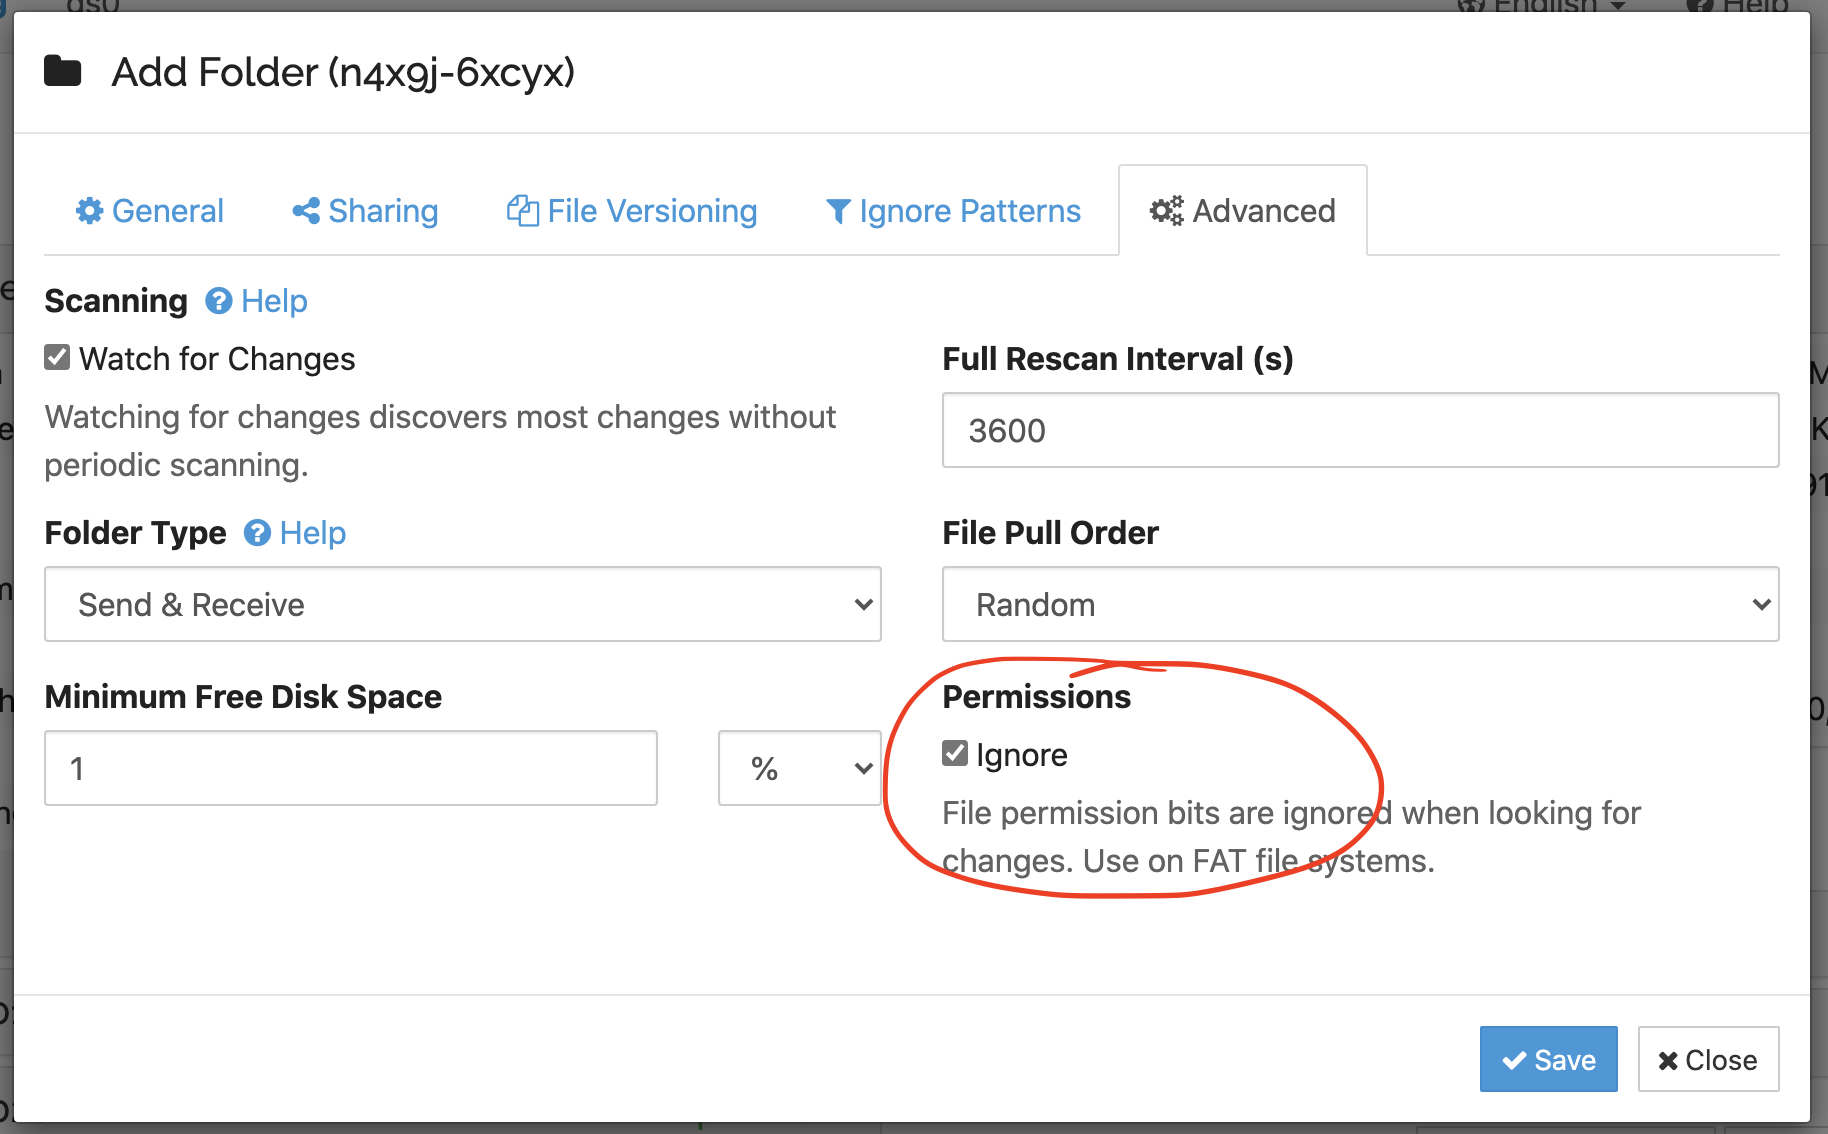 ds0
English
Help
Add Folder (n4x9j-6xcyx)
General
Sharing
File Versioning
Ignore Patterns
Advanced
Scanning Help
Watch for Changes
Watching for changes discovers most changes without
periodic scanning.
Full Rescan Interval (s)
3600
Folder Type Help
Send & Receive
File Pull Order
Random
Minimum Free Disk Space
1
%
Permissions
Ignore
File permission bits are ignored when looking for
changes. Use on FAT file systems.
Save
Close